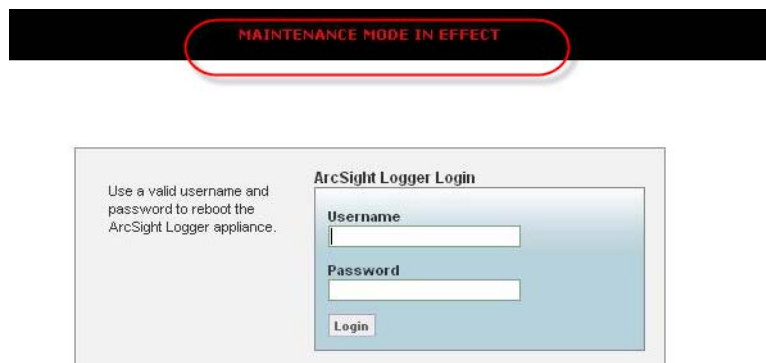 MAINTENANCE MODE IN EFFECT
Use a valid username and
password to reboot the
ArcSight Logger appliance.
ArcSight Logger Login
Username
Password
Login